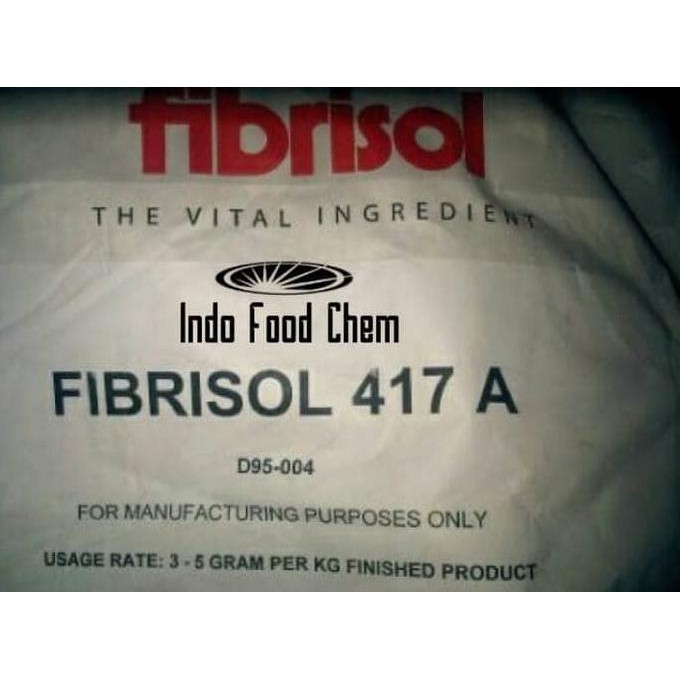 fibrisol
THE VITAL INGREDIENT
Indo Food Chem
FIBRISOL 417 A
D95-004
FOR MANUFACTURING PURPOSES ONLY
USAGE RATE: 3 - 5 GRAM PER KG FINISHED PRODUCT